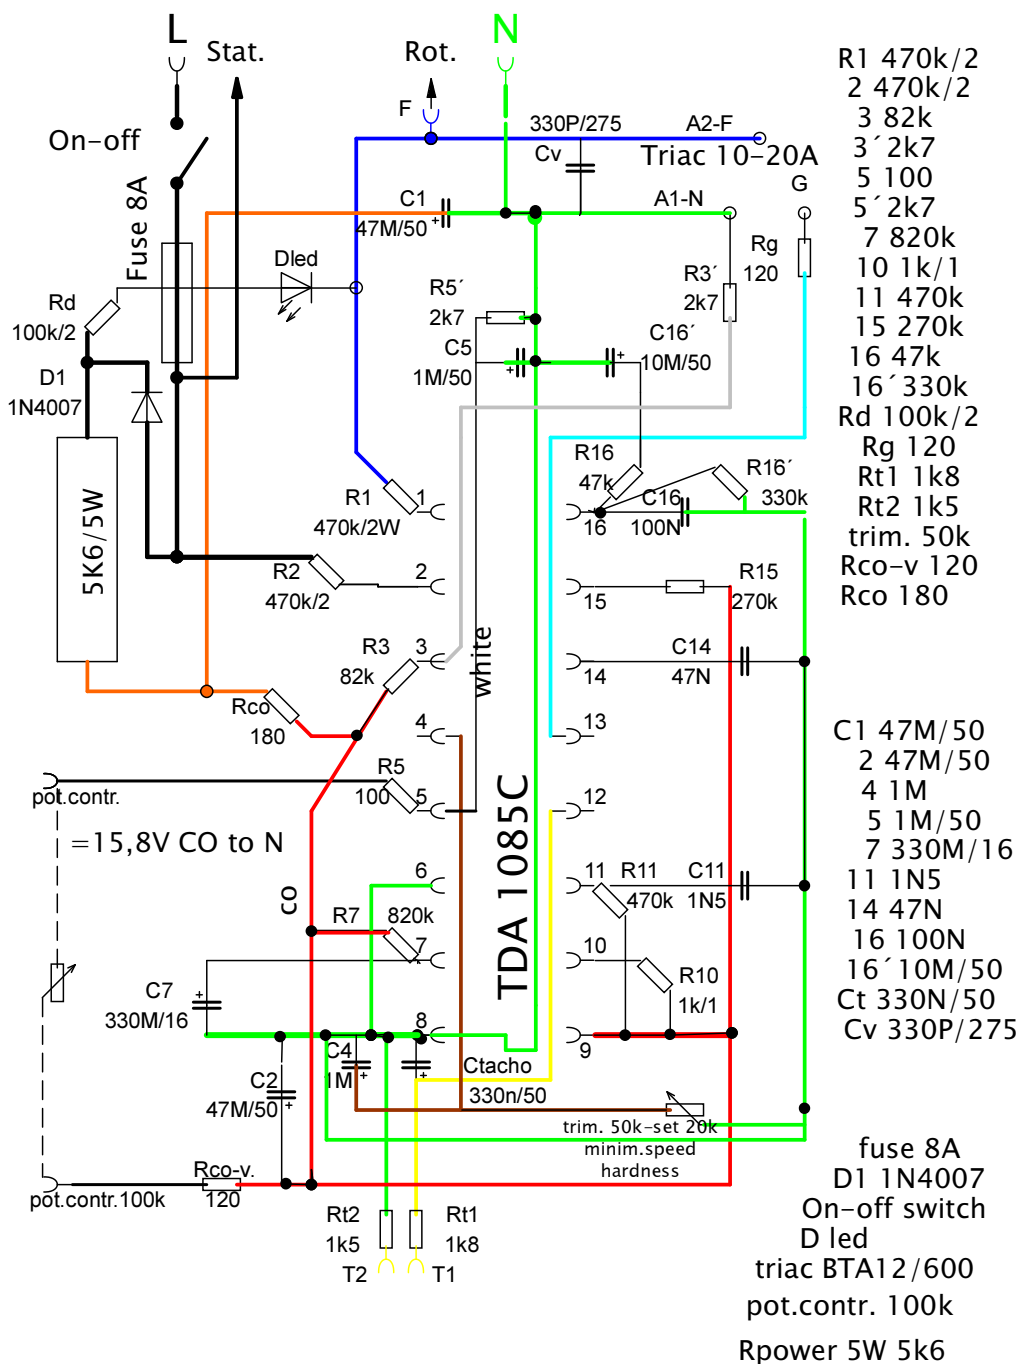 L
Stat.
Rot.
N
F
330P/275
A2-F
On-off
Cv
Triac 10-20A
G
C1
47M/50
A1-N
Fuse 8A
Dled
Rg
120
Rd
100k/2
R5´
2k7
R3´
2k7
C5
1M/50
C16´
10M/50
D1
1N4007
R1
470k/2W
1
R16
47k
R16´
330k
C16
100N
16
5K6/5W
R2
470k/2
2
R15
270k
15
R3
82k
3
white
C14
47N
14
Rco
180
4
13
R5
100
5
pot.contr.
12
=15,8V CO to N
TDA 1085C
6
11
R11
470k
C11
1N5
co
R7
820k
7
10
R10
1k/1
C7
330M/16
8
9
C4
1M
Ctacho
330n/50
C2
47M/50
trim. 50k-set 20k
minim.speed
hardness
Rco-v.
120
pot.contr.100k
Rt2
1k5
Rt1
1k8
T2
T1
R1 470k/2
2 470k/2
3 82k
3´2k7
5 100
5´2k7
7 820k
10 1k/1
11 470k
15 270k
16 47k
16´330k
Rd 100k/2
Rg 120
Rt1 1k8
Rt2 1k5
trim. 50k
Rco-v 120
Rco 180
C1 47M/50
2 47M/50
4 1M
5 1M/50
7 330M/16
11 1N5
14 47N
16 100N
16´10M/50
Ct 330N/50
Cv 330P/275
fuse 8A
D1 1N4007
On-off switch
D led
triac BTA12/600
pot.contr. 100k
Rpower 5W 5k6